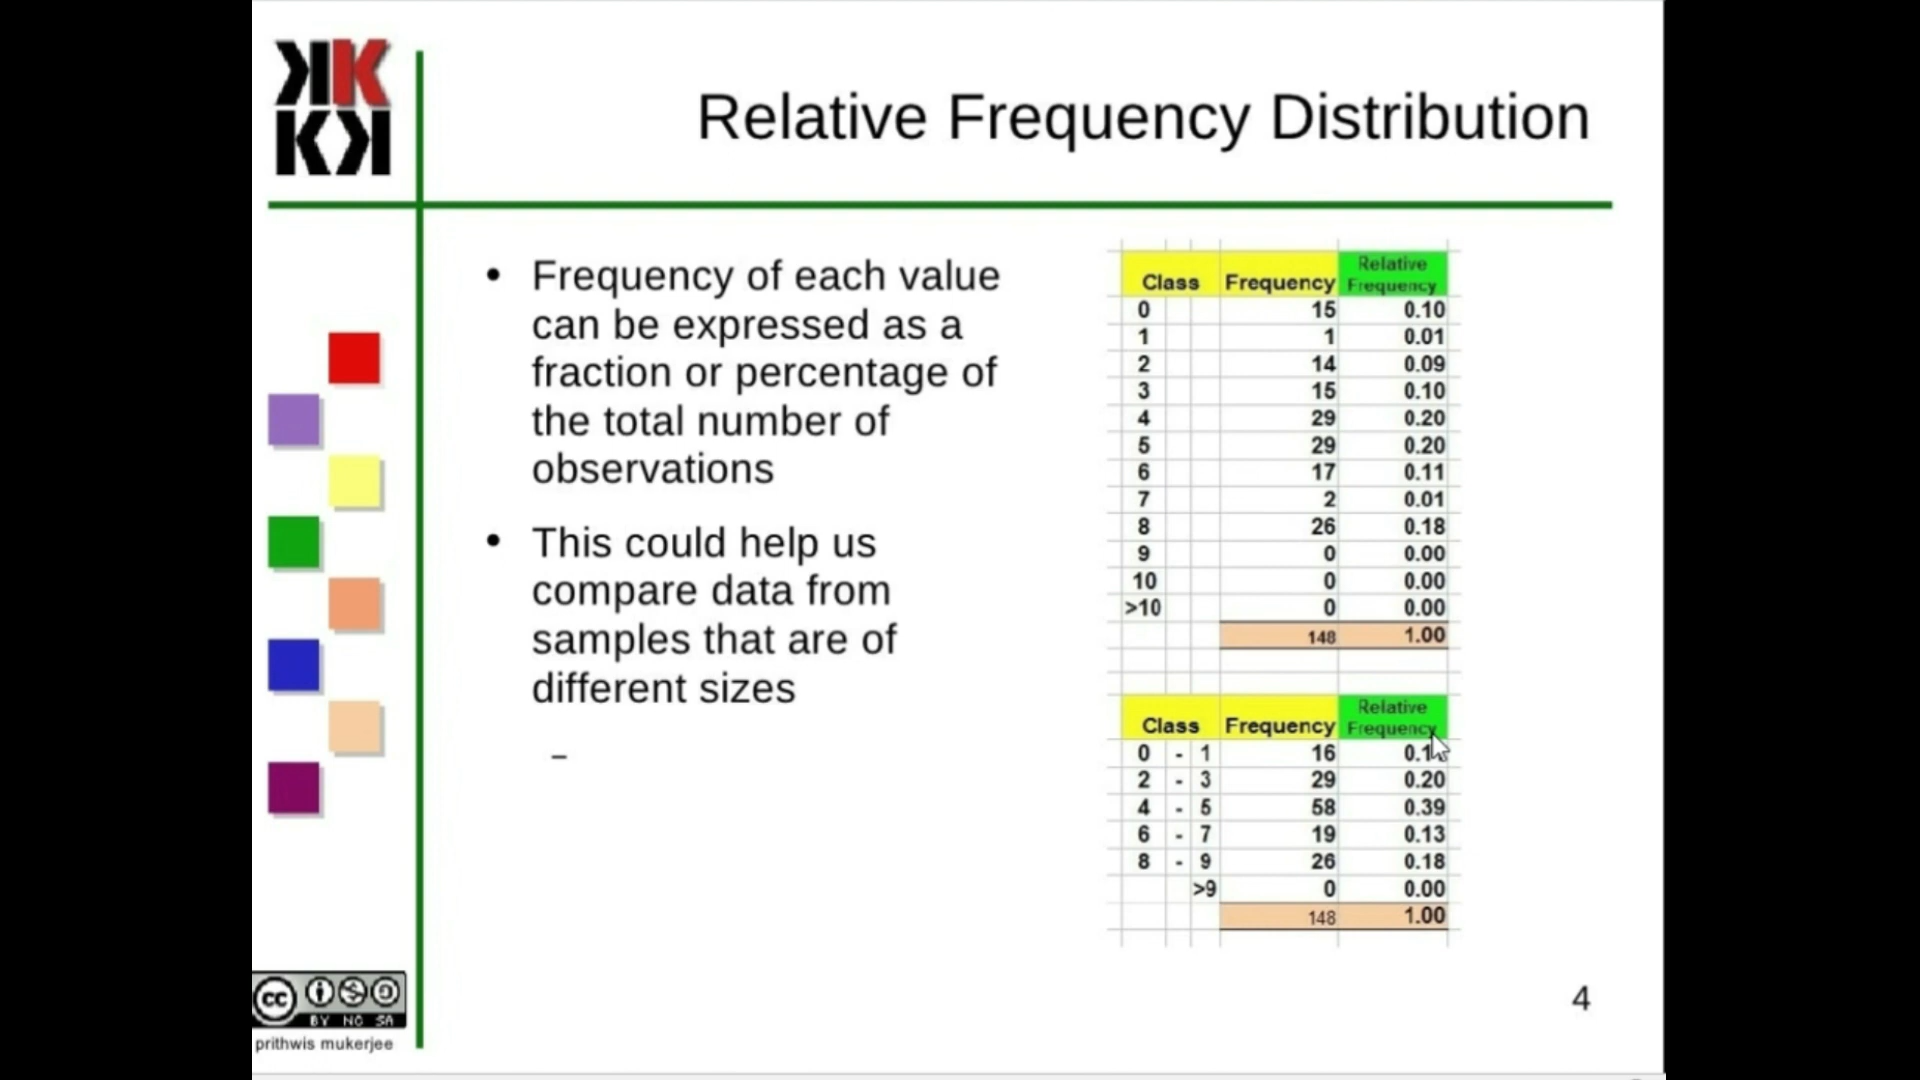 Relative Frequency Distribution
• Frequency of each value
can be expressed as a
fraction or percentage of
the total number of
observations
• This could help us
compare data from
samples that are of
different sizes
–
Class Frequency Relative Frequency
0 15 0.10
1 1 0.01
2 14 0.09
3 15 0.10
4 29 0.20
5 29 0.20
6 17 0.11
7 2 0.01
8 26 0.18
9 0 0.00
10 0 0.00
>10 0 0.00
148 1.00
Class Frequency Relative Frequency
0 - 1 16
2 - 3 29 0.20
4 - 5 58 0.39
6 - 7 19 0.13
8 - 9 26 0.18
>9 0 0.00
148 1.00
cc
BY NC SA
prithwis mukerjee
4